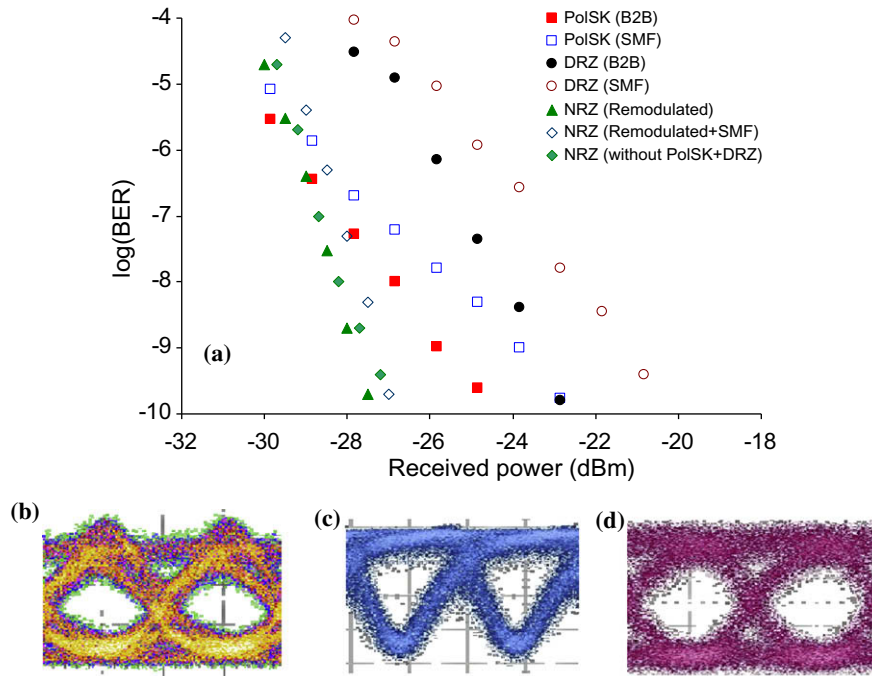 -4
-5
-6
-7
-8
-9
-10
log(BER)
(a)
-32
-30
-28
-26
-24
-22
-20
-18
Received power (dBm)
PolSK (B2B)
PolSK (SMF)
DRZ (B2B)
DRZ (SMF)
NRZ (Remodulated)
NRZ (Remodulated+SMF)
NRZ (without PolSK+DRZ)
(b)
(c)
(d)